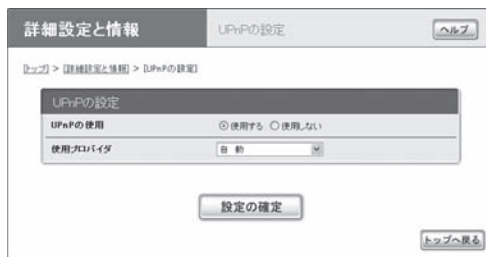 詳細設定と情報
UPnPの設定
ヘルプ
[トップ] > [詳細設定と情報] > [UPnPの設定]
UPnPの設定
UPnPの使用
使用する 使用しない
使用プロバイダ
自動
設定の確定
トップへ戻る